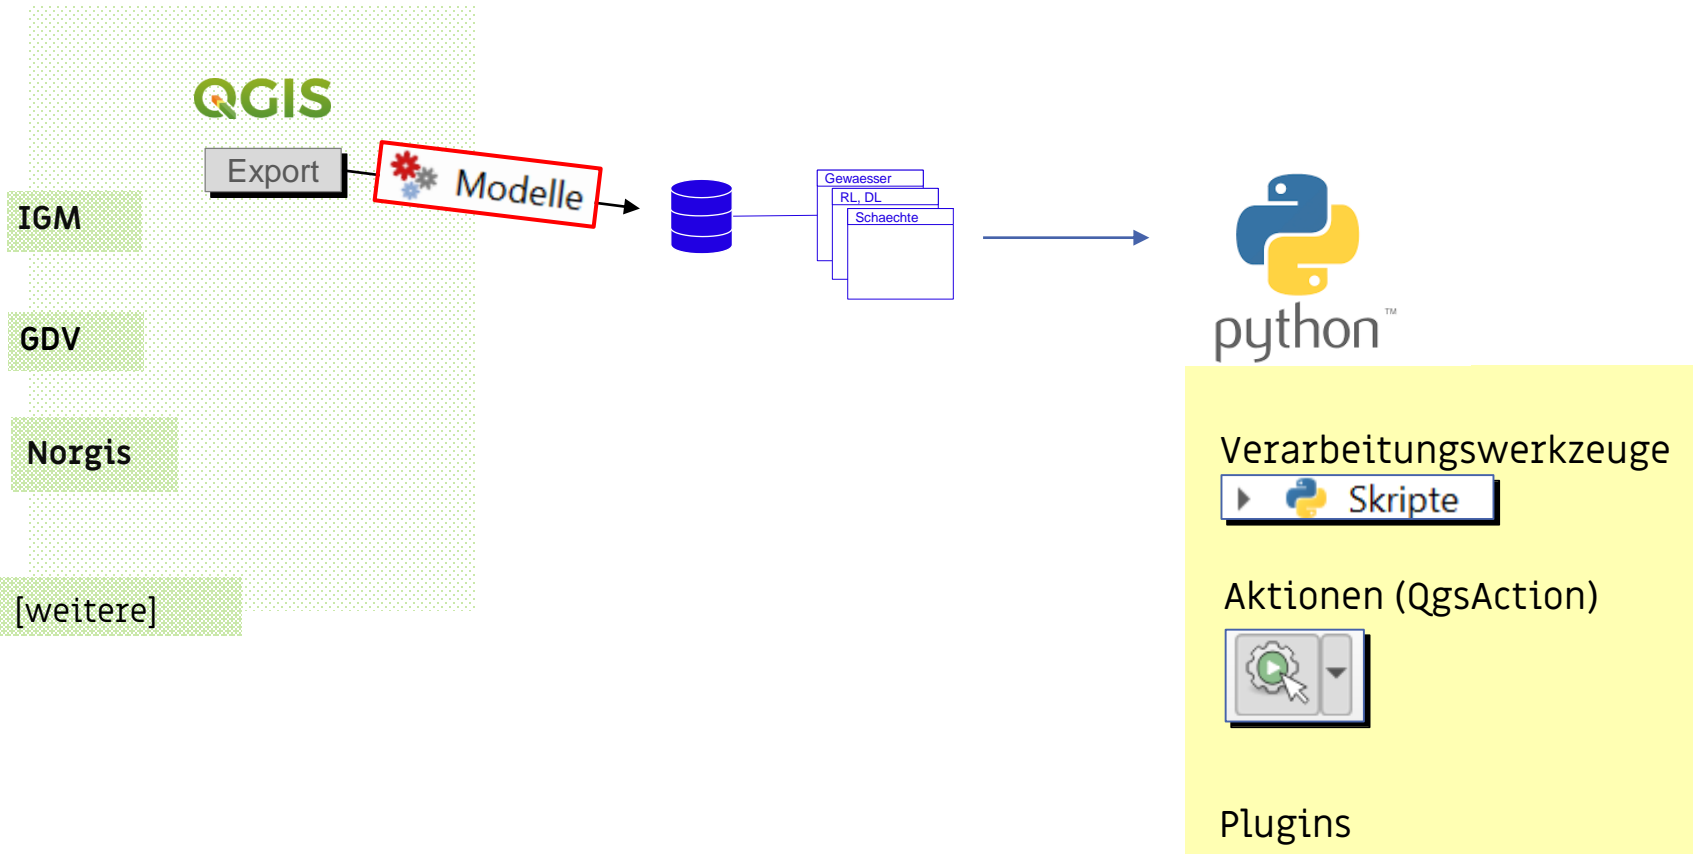 QGIS
Export
Modelle
IGM
GDV
Norgis
[weitere]
Gewaesser
RL, DL
Schaechte
python™
Verarbeitungswerkzeuge
Skripte
Aktionen (QgsAction)
Plugins